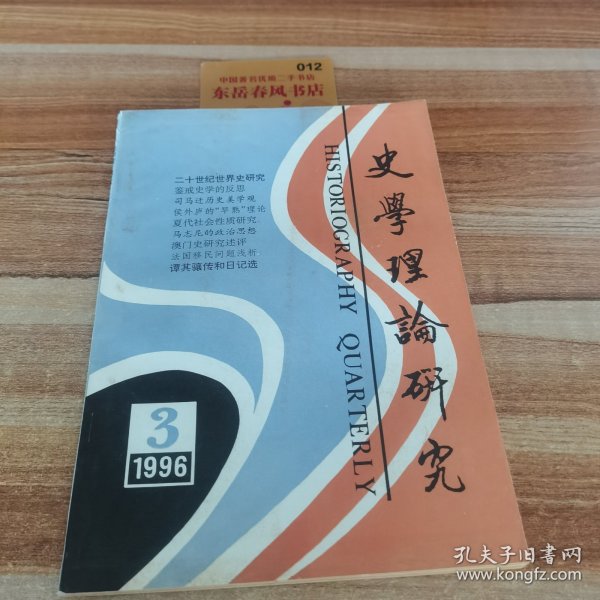 012
中国著名优质二手书店
东岳春风书店
史學理論研究
HISTORIOGRAPHY QUARTERLY
二十世纪世界史研究
鉴戒史学的反思
司马迁历史美学观
侯外庐的“早熟”理论
夏代社会性质研究
马志尼的政治思想
澳门史研究述评
法国移民问题浅析
谭其骧传和日记选
3
1996
孔夫子旧书网
www.kongfz.com